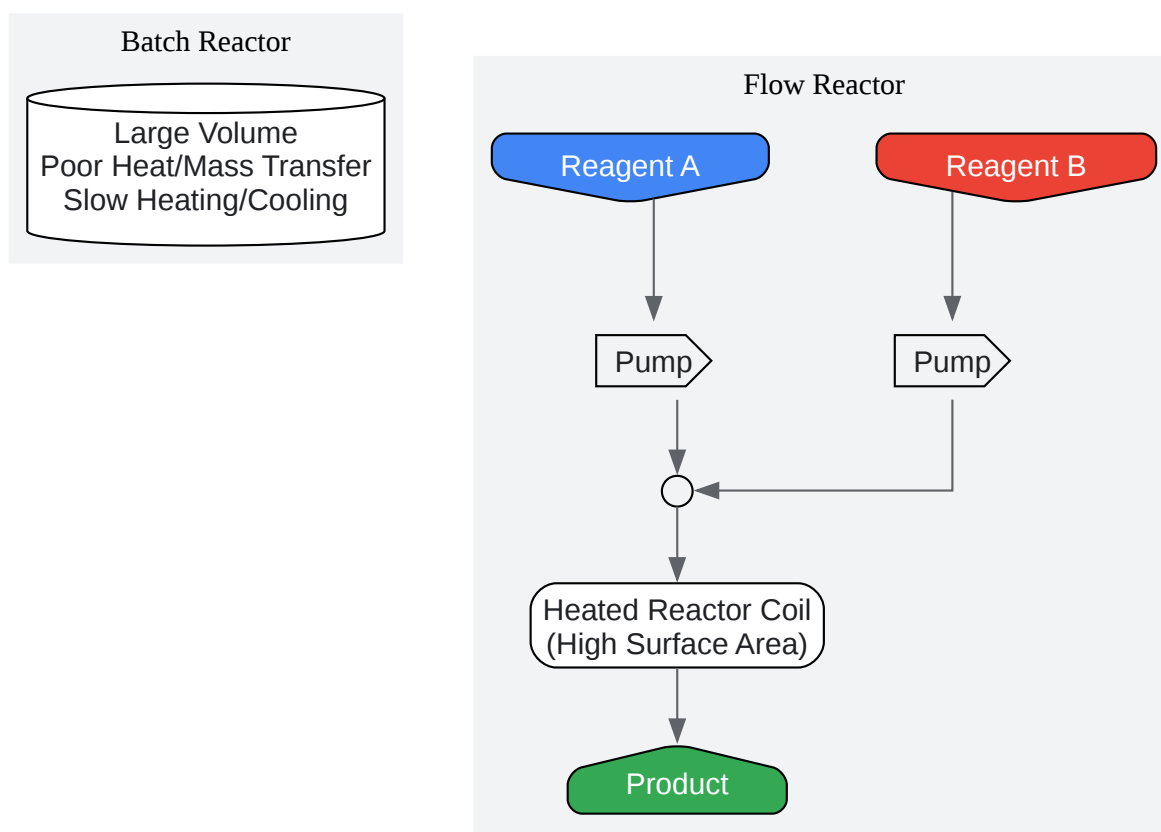 Batch Reactor
Large Volume
Poor Heat/Mass Transfer
Slow Heating/Cooling
Flow Reactor
Reagent A
Reagent B
Pump
Pump
Heated Reactor Coil
(High Surface Area)
Product